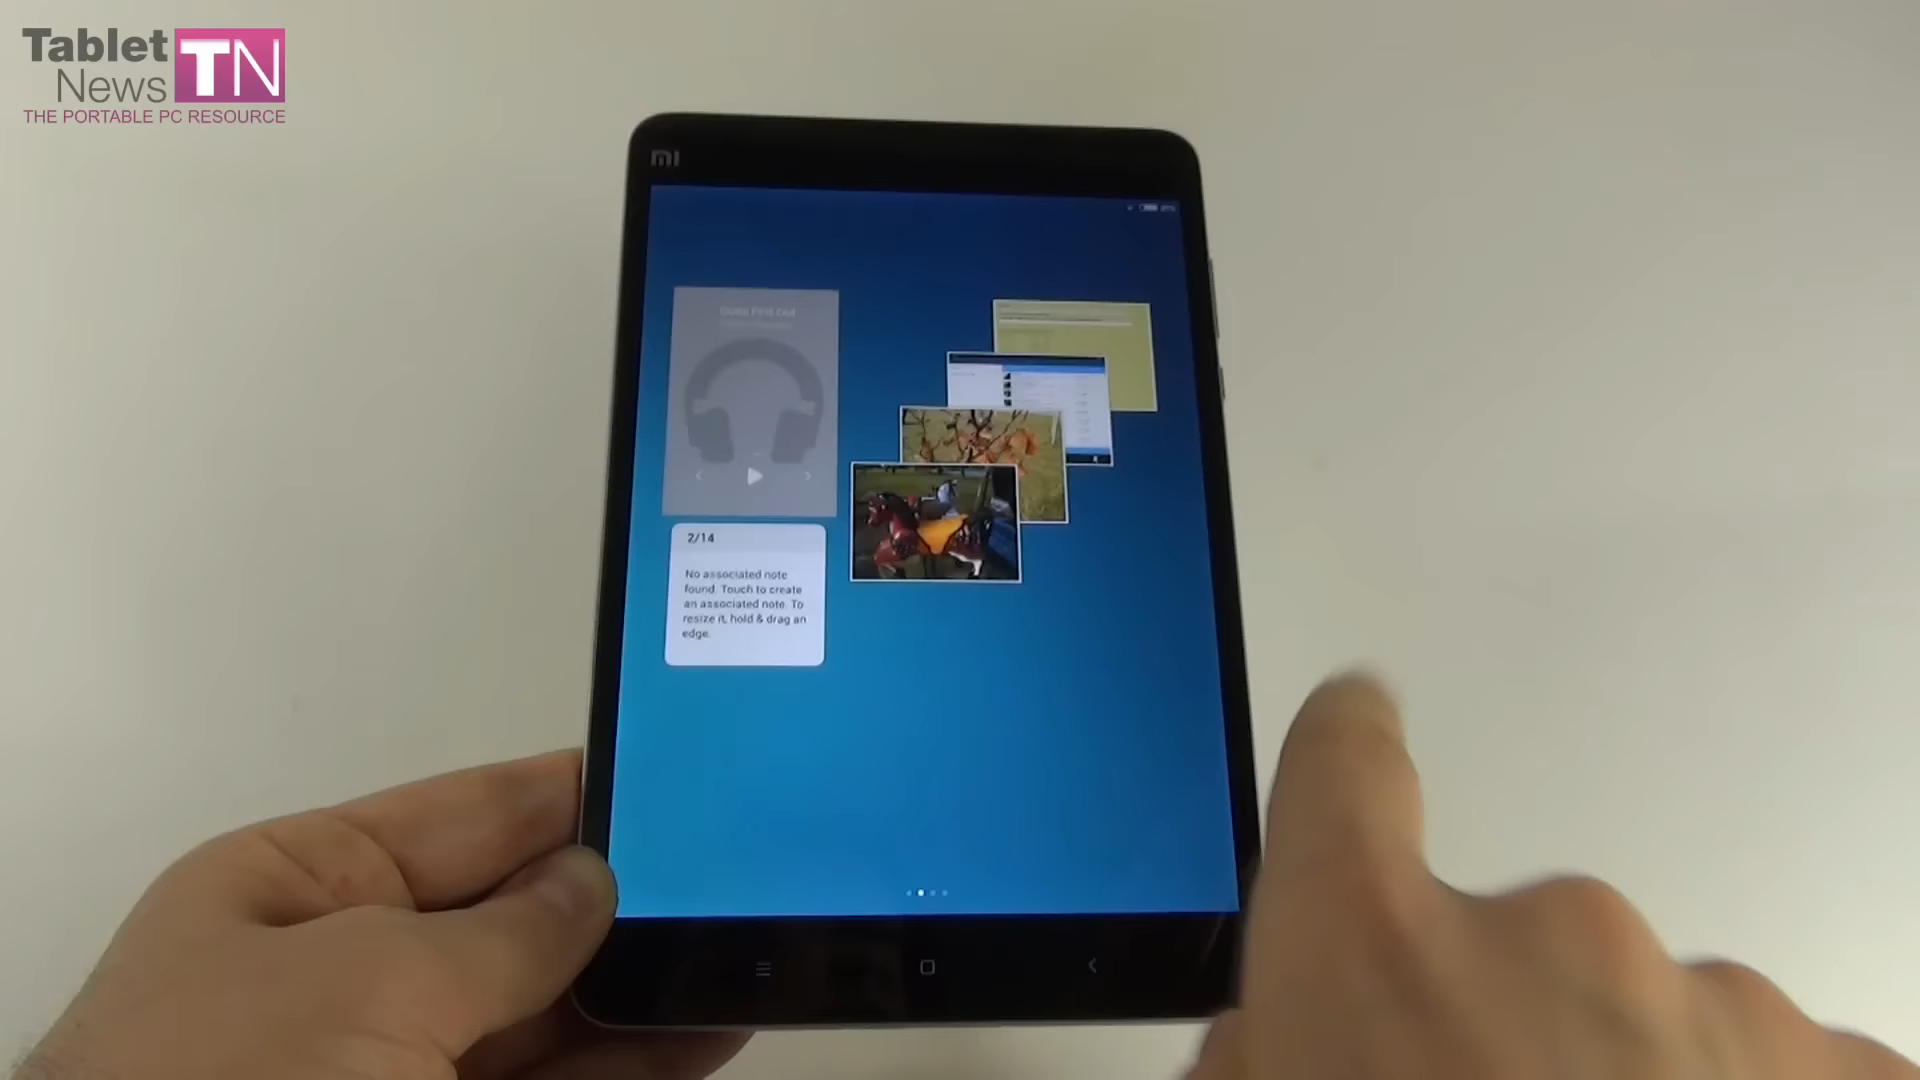 Tablet
News TN
THE PORTABLE PC RESOURCE
mi
2/14
No associated note
found. Touch to create
an associated note. To
resize it, hold & drag an
edge.